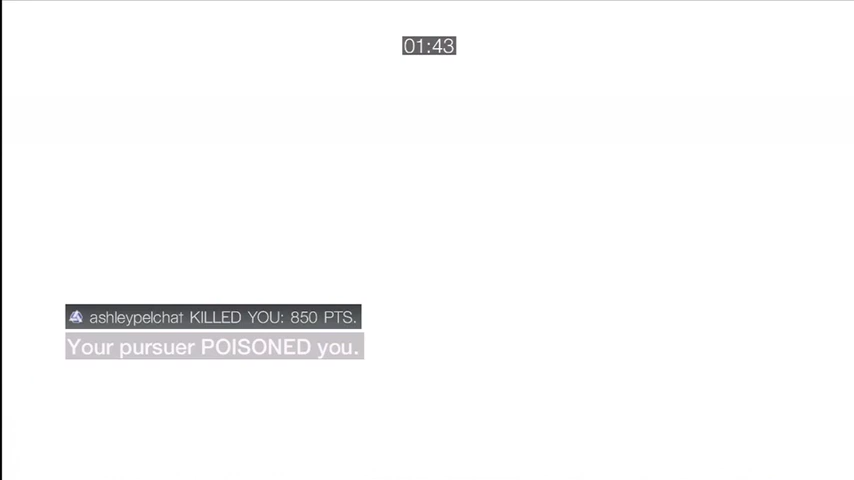 01:43
ashleypelchat KILLED YOU: 850 PTS.
Your pursuer POISONED you.